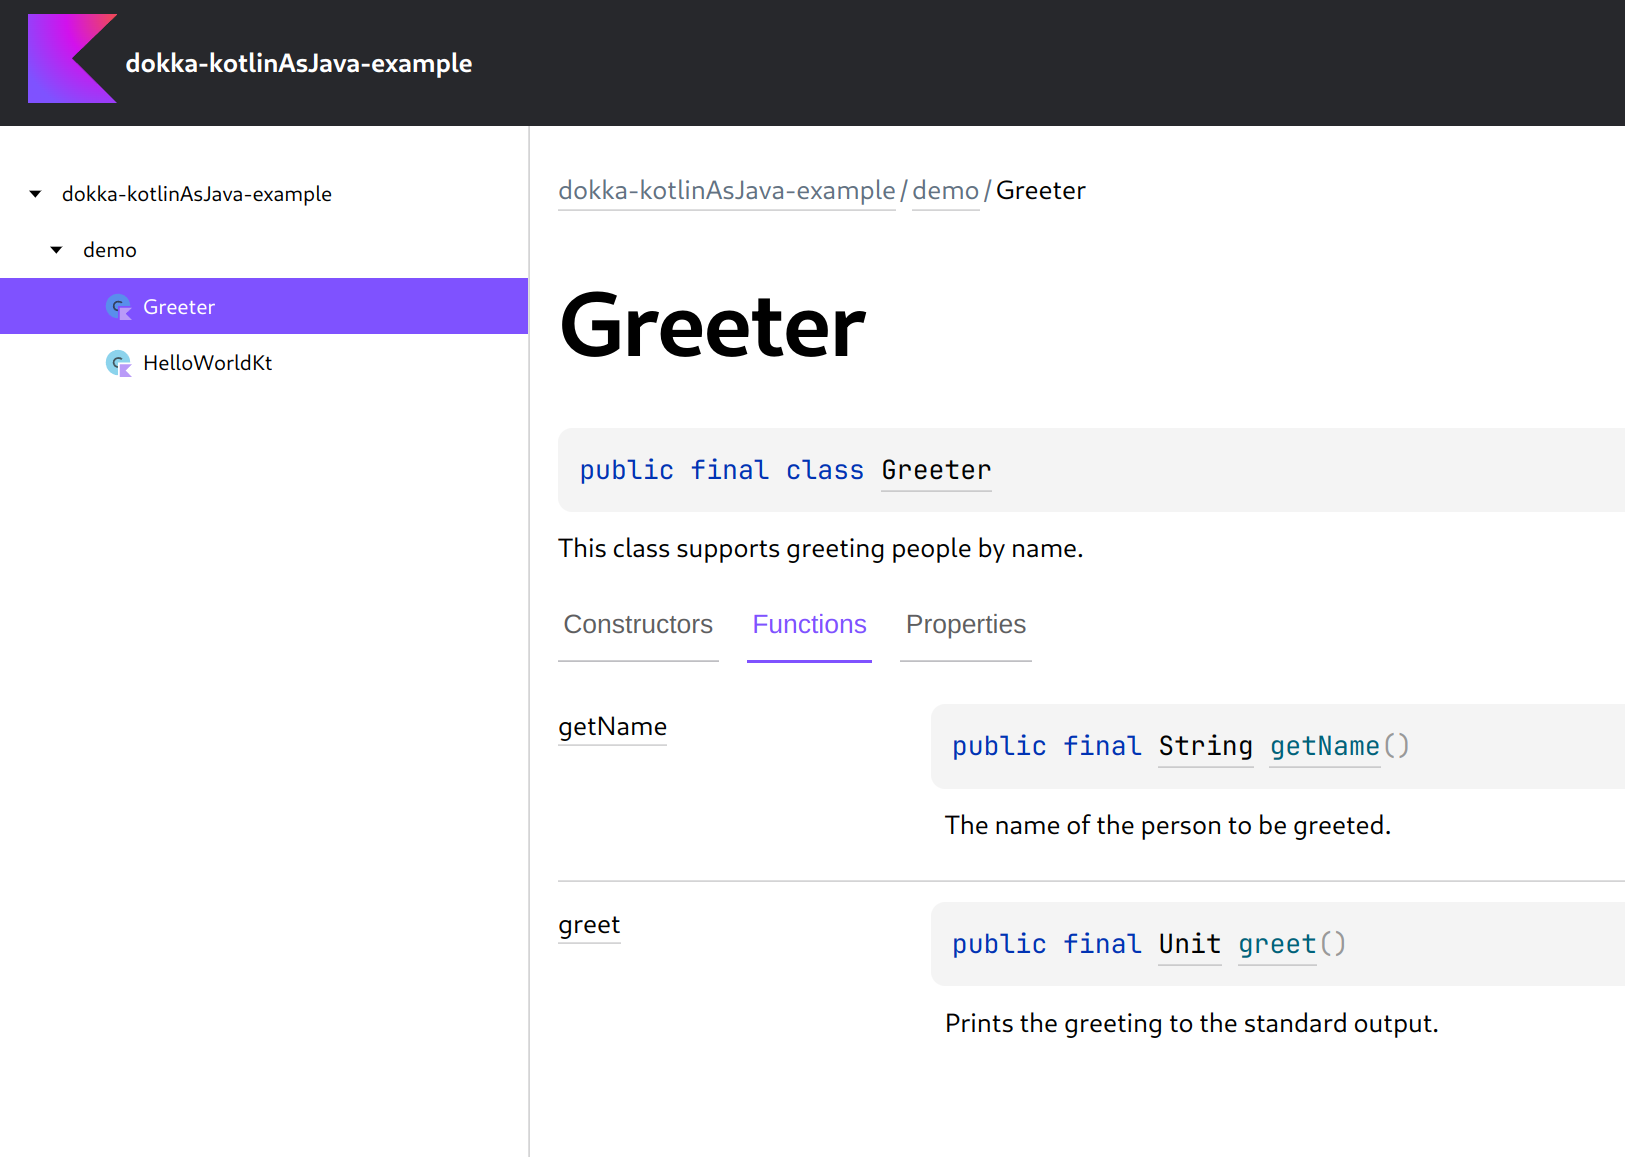 dokka-kotlinAsJava-example
dokka-kotlinAsJava-example
demo
Greeter
HelloWorldKt
dokka-kotlinAsJava-example/demo/Greeter
Greeter
public final class Greeter
This class supports greeting people by name.
Constructors Functions Properties
getName
public final String getName()
The name of the person to be greeted.
greet
public final Unit greet()
Prints the greeting to the standard output.